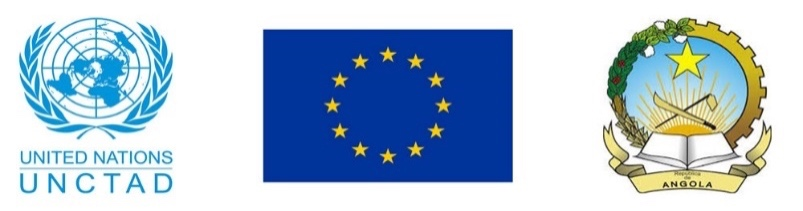 UNITED NATIONS
UNCTAD
República
de
ANGOLA